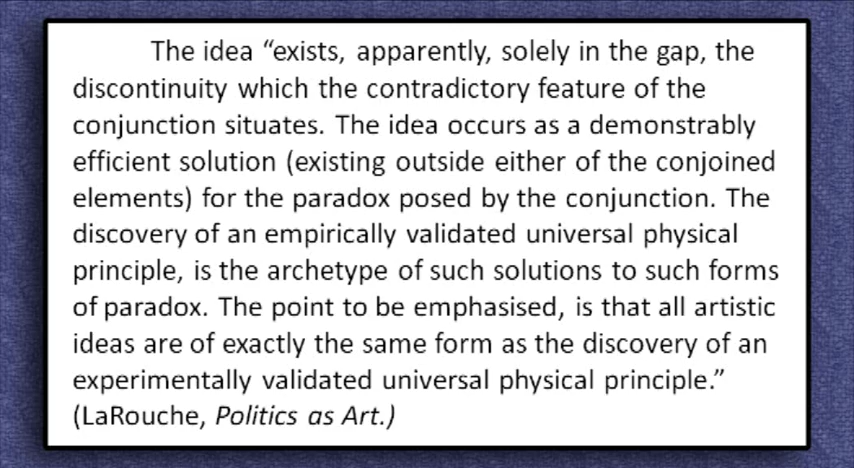 The idea “exists, apparently, solely in the gap, the
discontinuity which the contradictory feature of the
conjunction situates. The idea occurs as a demonstrably
efficient solution (existing outside either of the conjoined
elements) for the paradox posed by the conjunction. The
discovery of an empirically validated universal physical
principle, is the archetype of such solutions to such forms
of paradox. The point to be emphasised, is that all artistic
ideas are of exactly the same form as the discovery of an
experimentally validated universal physical principle.”
(LaRouche, Politics as Art.)